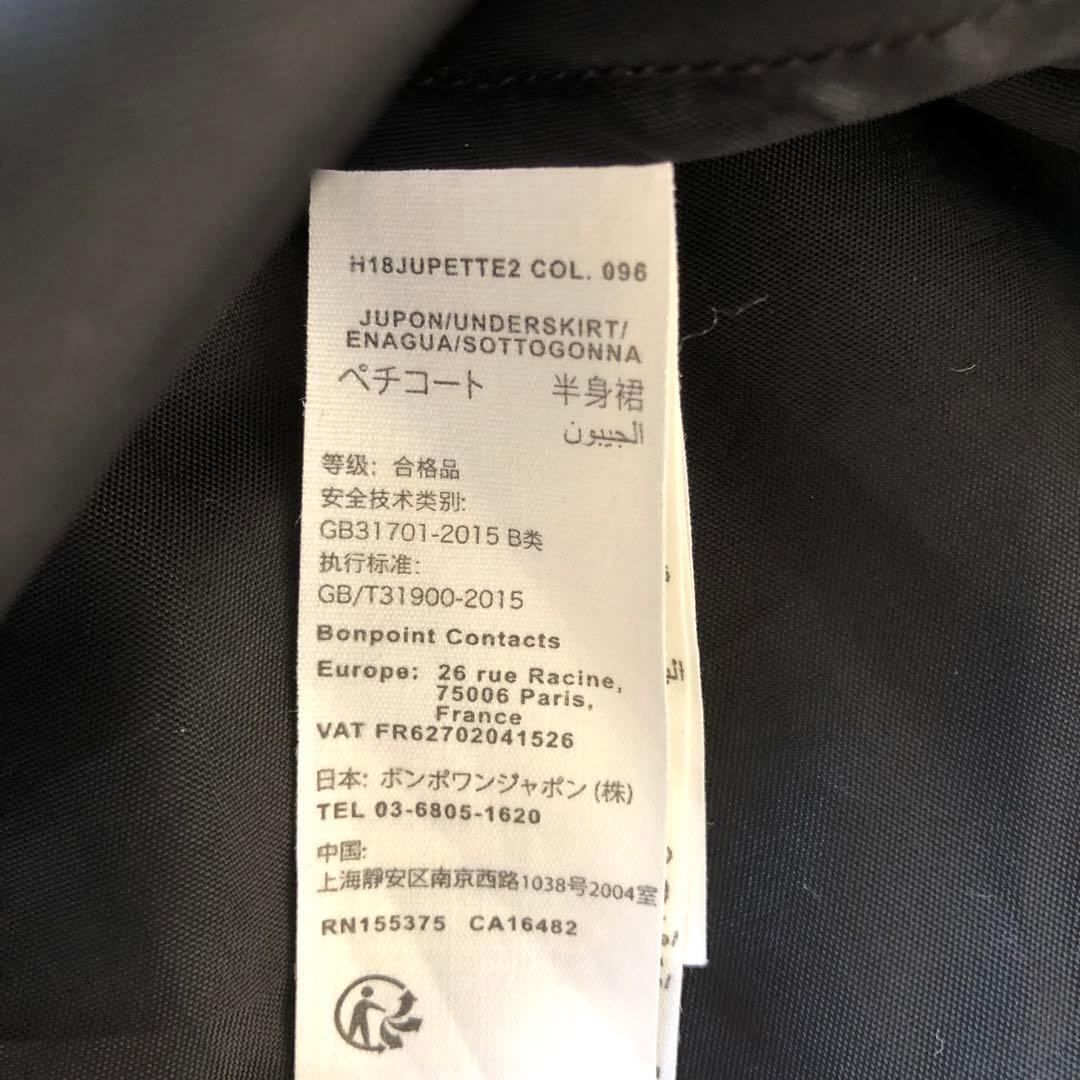 H18JUPETTE2 COL. 096
JUPON/UNDERSKIRT/
ENAGUA/SOTTOGONNA
ペチコート 半身裙
الجيبون
等级: 合格品
安全技术类别:
GB31701-2015 B类
执行标准:
GB/T31900-2015
Bonpoint Contacts
Europe: 26 rue Racine,
75006 Paris,
France
VAT FR62702041526
日本: ボンポワンジャポン (株)
TEL 03-6805-1620
中国:
上海靜安区南京西路1038号2004室
RN155375 CA16482